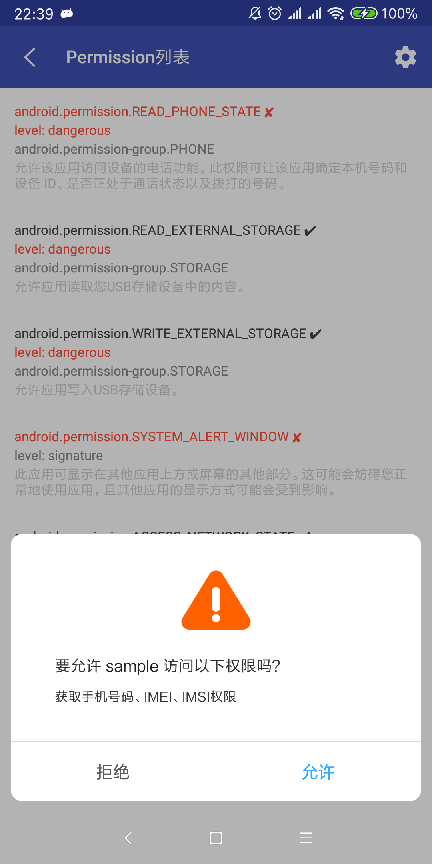 22:39 100%
Permission列表
android.permission.READ_PHONE_STATE ✘
level: dangerous
android.permission-group.PHONE
允许该应用访问设备的电话功能。此权限可让该应用确定本机号码和
设备 ID、是否正处于通话状态以及拨打的号码。
android.permission.READ_EXTERNAL_STORAGE ✔
level: dangerous
android.permission-group.STORAGE
允许应用读取您USB存储设备中的内容。
android.permission.WRITE_EXTERNAL_STORAGE ✔
level: dangerous
android.permission-group.STORAGE
允许应用写入USB存储设备。
android.permission.SYSTEM_ALERT_WINDOW ✘
level: signature
此应用可显示在其他应用上方或屏幕的其他部分。这可能会妨碍您正
常地使用应用，且其他应用的显示方式可能会受到影响。
要允许 sample 访问以下权限吗？
获取手机号码、IMEI、IMSI权限
拒绝 允许